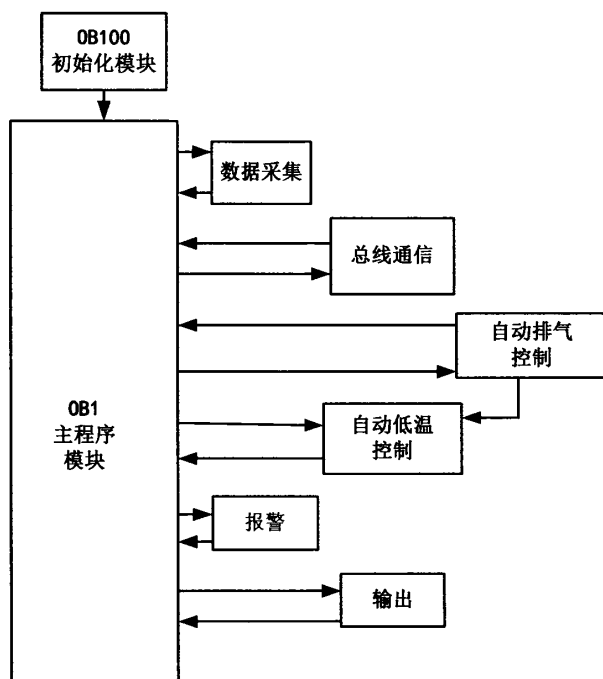 OB100
初始化模块
数据采集
总线通信
自动排气
控制
OB1
主程序
模块
自动低温
控制
报警
输出